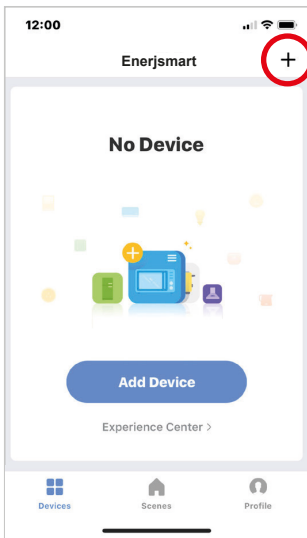 12:00
Enerjsmart
+
No Device
Add Device
Experience Center >
Devices
Scenes
Profile